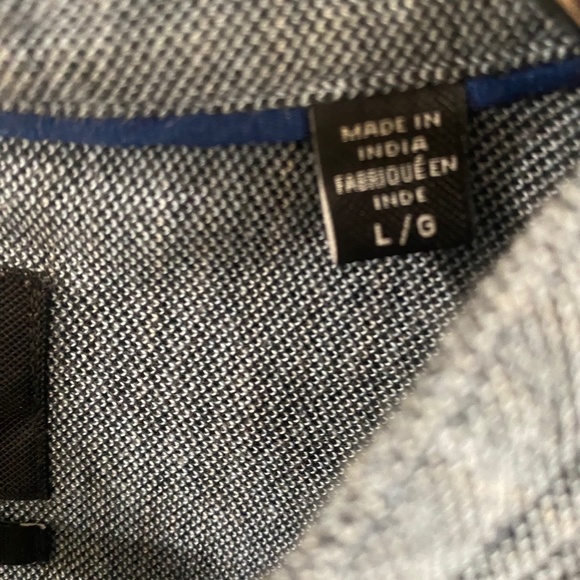 MADE IN
INDIA
FABRIQUÉ EN
INDE
L/G